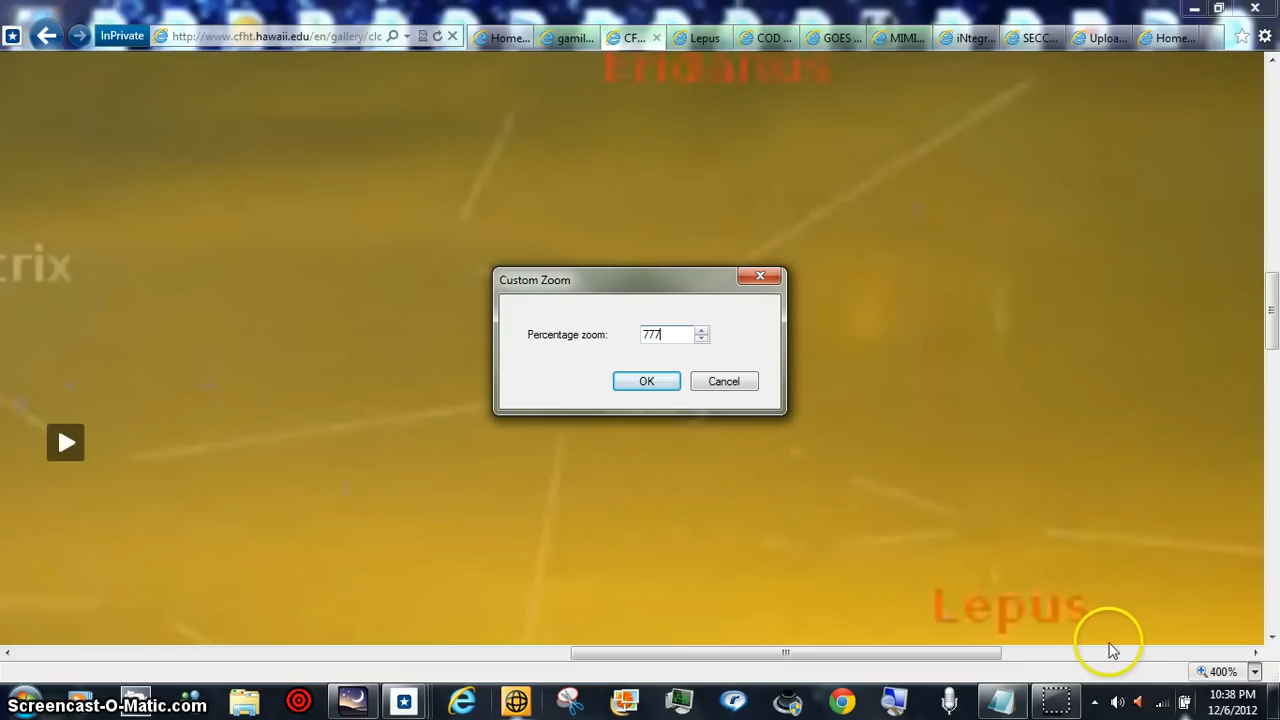 InPrivate
http://www.cfht.hawaii.edu/en/gallery/clc
Home...
gamil...
CF...
Lepus
COD ...
GOES ...
MIMI...
iNtegr...
SECC...
Uploa...
Home...
Eridanus
trix
Custom Zoom
Percentage zoom:
777
OK
Cancel
Lepus
400%
Screencast-O-Matic.com
10:38 PM
12/6/2012